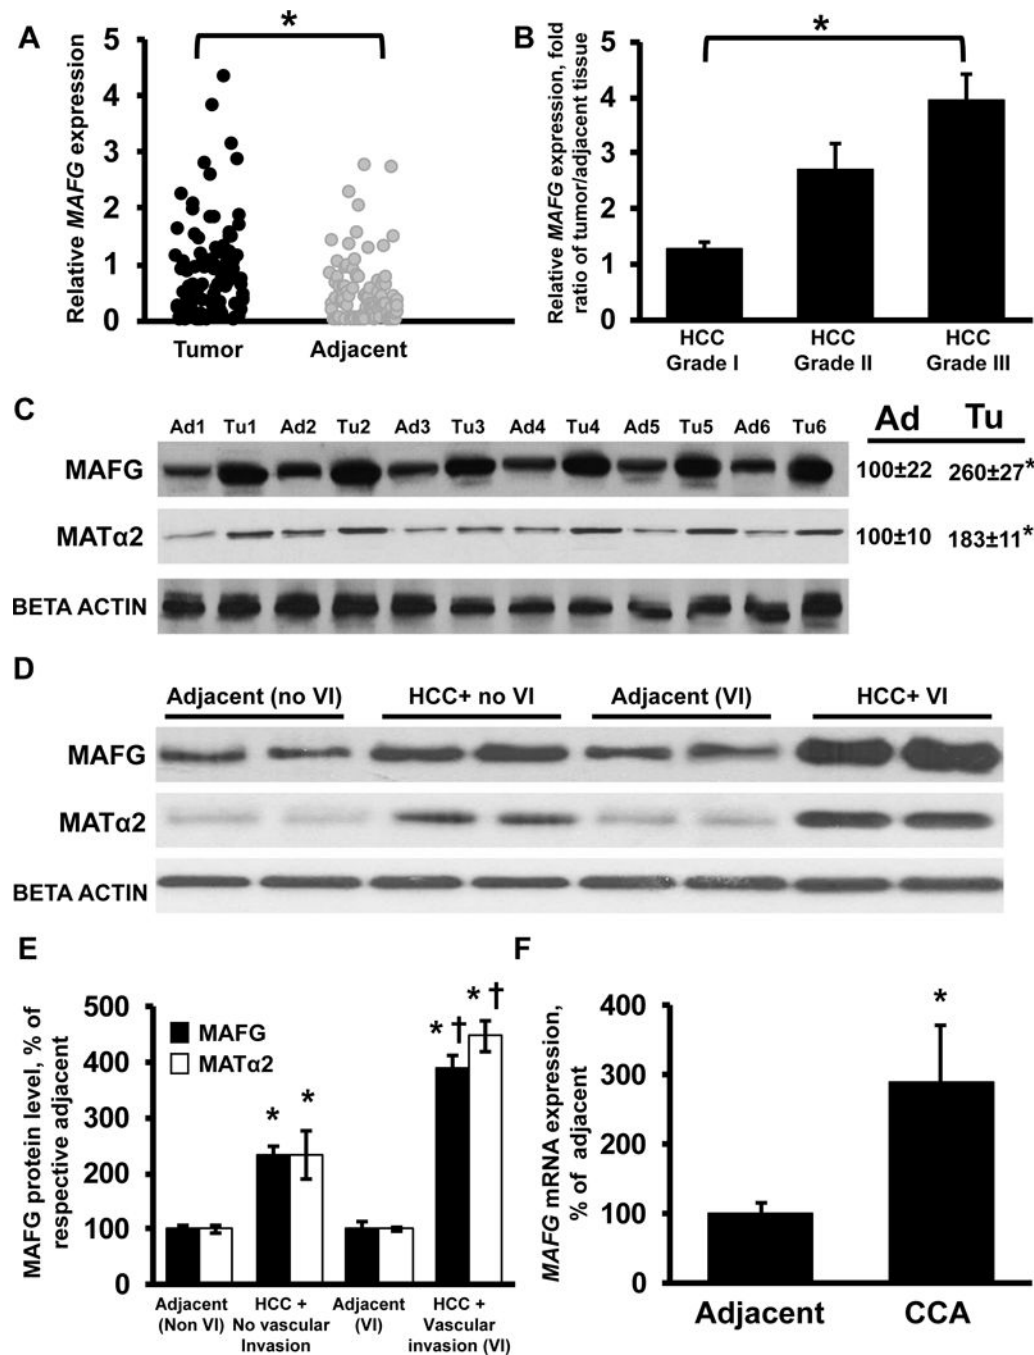 A
*
Relative MAFG expression
5
4
3
2
1
0
Tumor
Adjacent
B
*
Relative MAFG expression, fold
ratio of tumor/adjacent tissue
5
4
3
2
1
0
HCC
Grade I
HCC
Grade II
HCC
Grade III
C
Ad1 Tu1 Ad2 Tu2 Ad3 Tu3 Ad4 Tu4 Ad5 Tu5 Ad6 Tu6
Ad Tu
MAFG
100±22 260±27*
MATα2
100±10 183±11*
BETA ACTIN
D
Adjacent (no VI) HCC+ no VI Adjacent (VI) HCC+ VI
MAFG
MATα2
BETA ACTIN
E
MAFG protein level, % of
respective adjacent
500
400
300
200
100
0
MAFG
MATα2
*
*
* †
* †
Adjacent
(Non VI)
HCC +
No vascular
Invasion
Adjacent
(VI)
HCC +
Vascular
invasion (VI)
F
MAFG mRNA expression,
% of adjacent
400
300
200
100
0
*
Adjacent
CCA